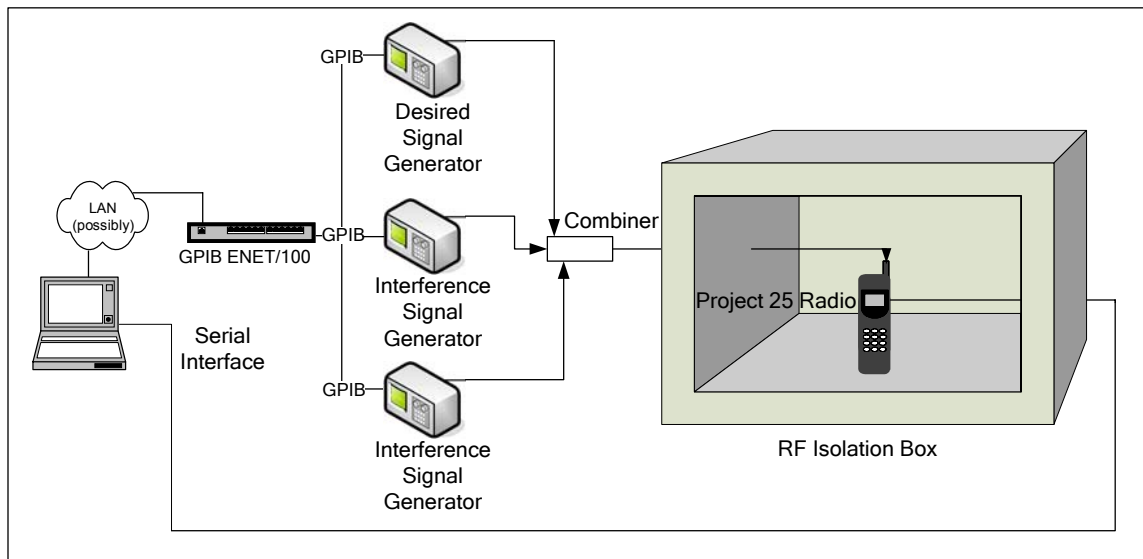 GPIB
Desired
Signal
Generator
LAN
(possibly)
GPIB ENET/100
GPIB
Interference
Signal
Generator
Combiner
Project 25 Radio
Serial
Interface
GPIB
Interference
Signal
Generator
RF Isolation Box